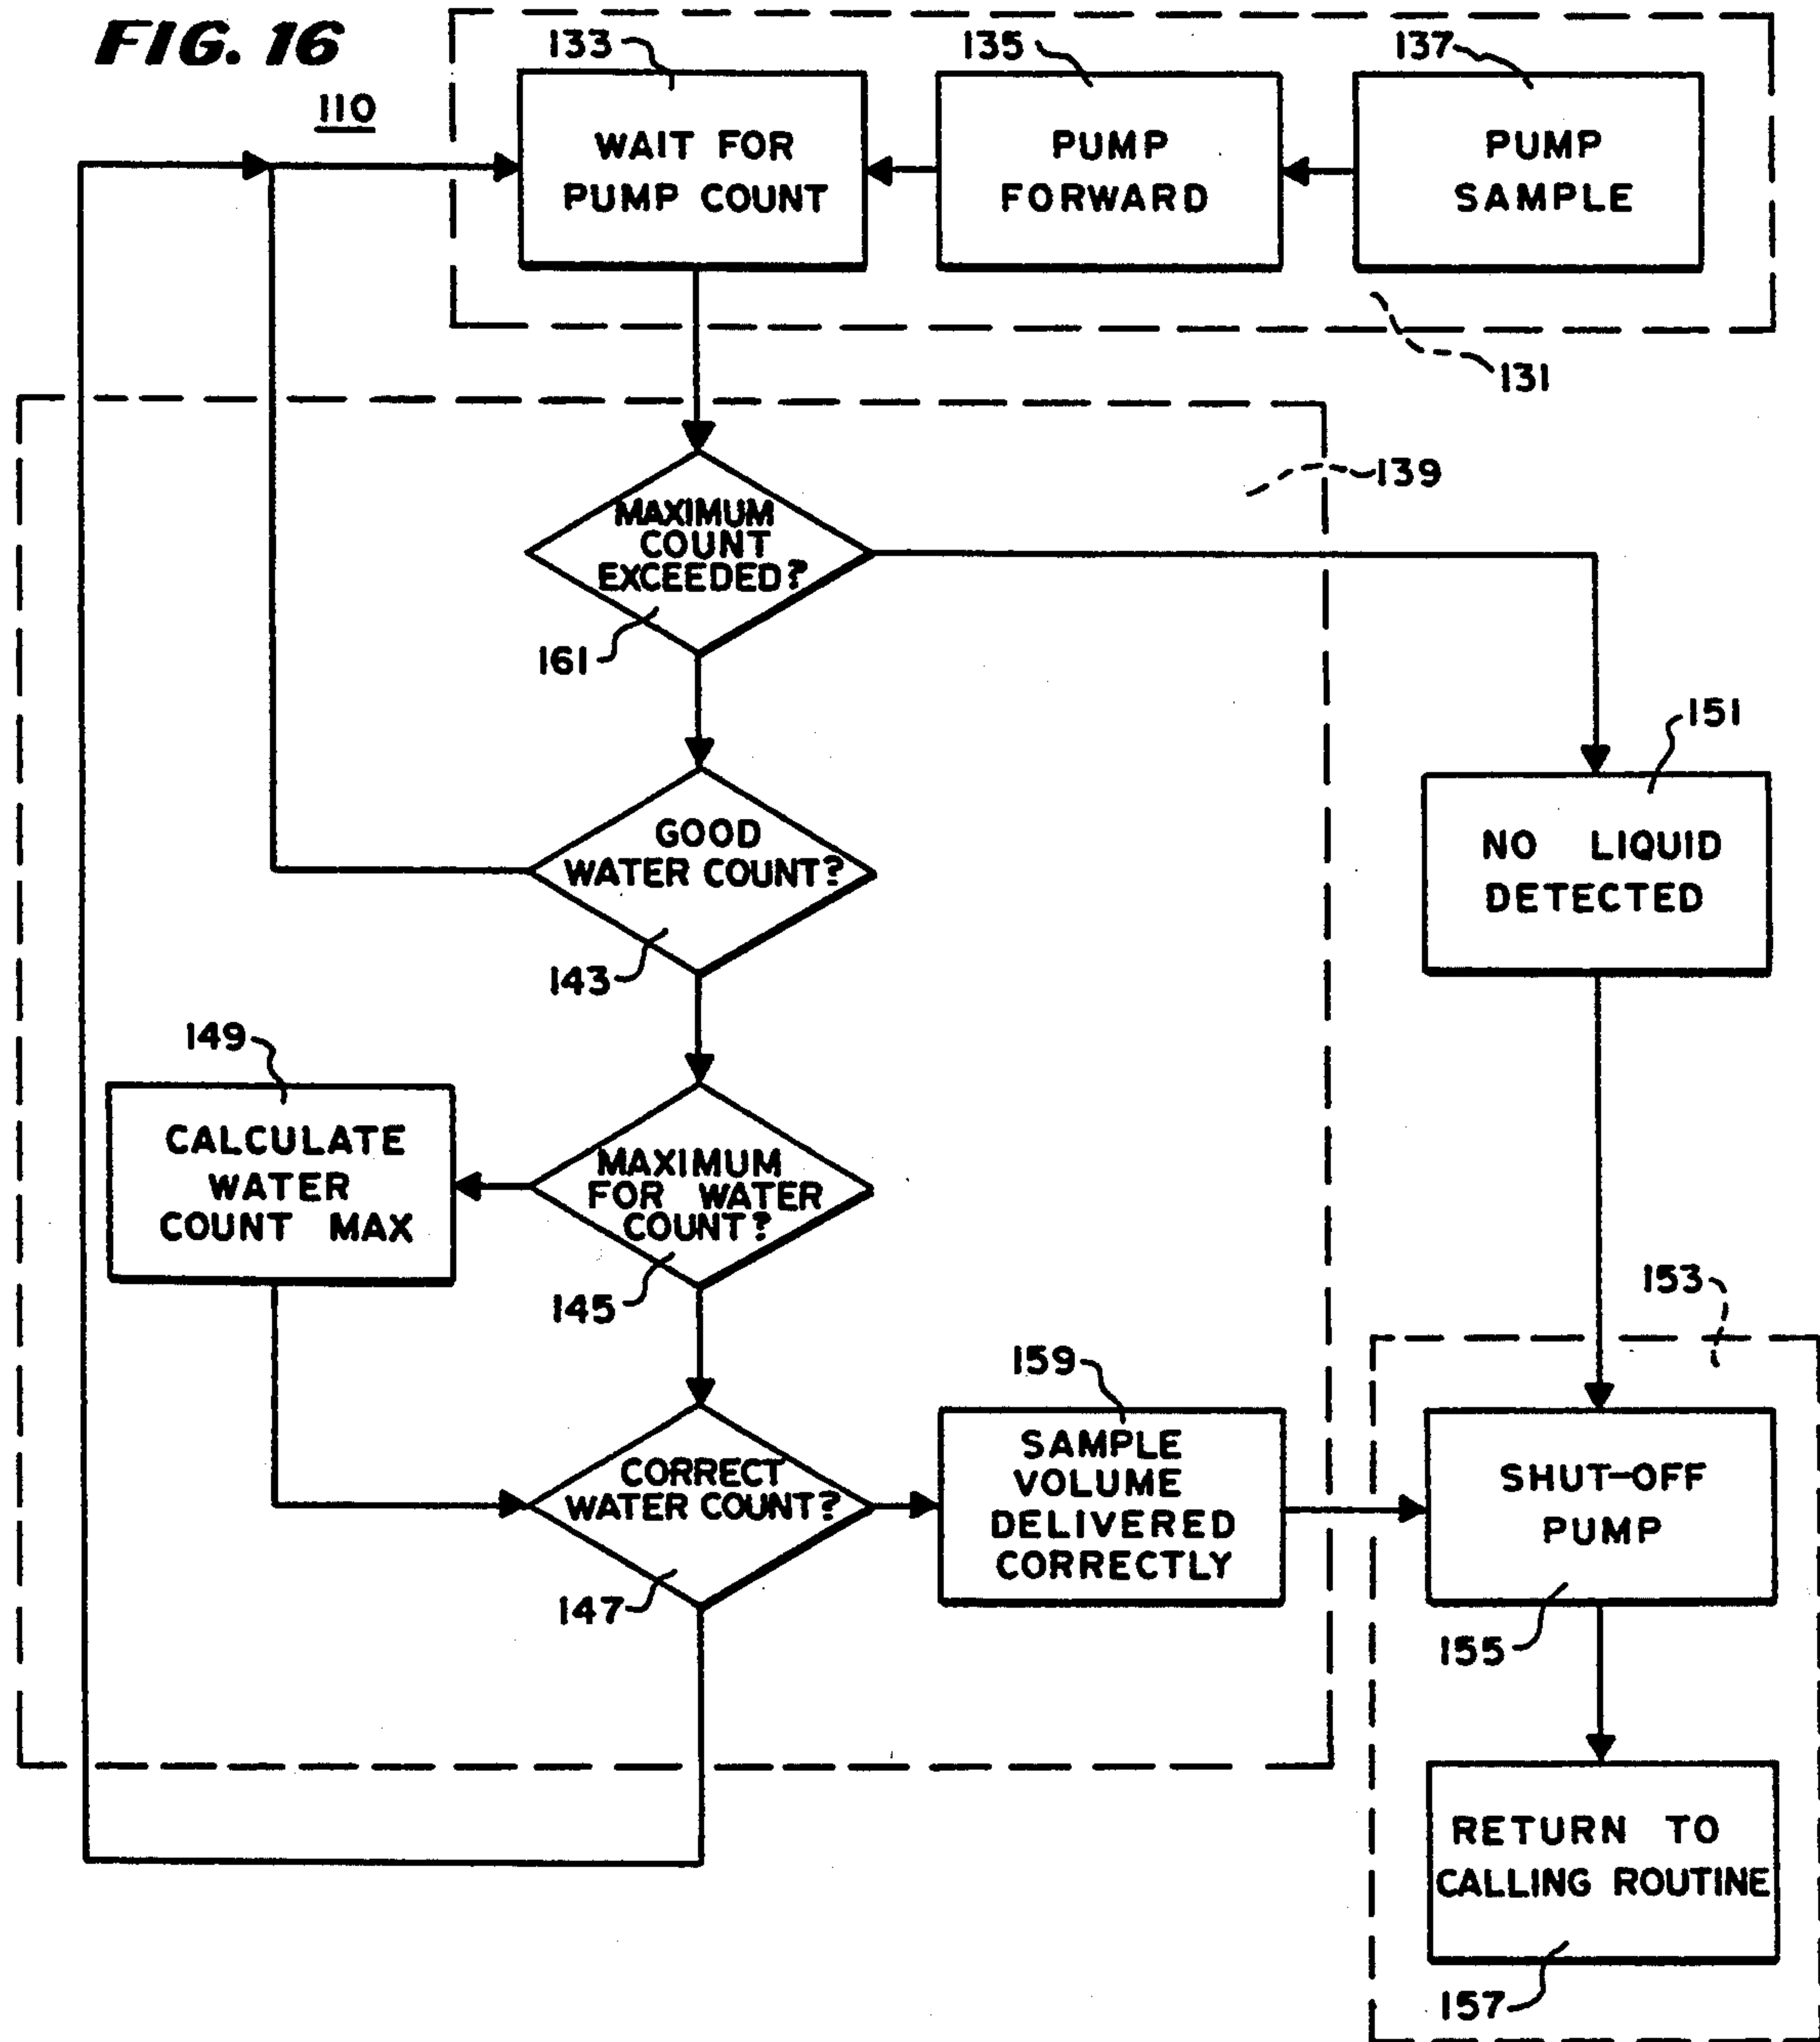 FIG. 16
110
133
135
137
WAIT FOR
PUMP COUNT
PUMP
FORWARD
PUMP
SAMPLE
131
139
MAXIMUM
COUNT
EXCEEDED?
161
151
GOOD
WATER COUNT?
143
NO LIQUID
DETECTED
149
CALCULATE
WATER
COUNT MAX
MAXIMUM
FOR WATER
COUNT?
145
153
159
CORRECT
WATER COUNT?
147
SAMPLE
VOLUME
DELIVERED
CORRECTLY
SHUT-OFF
PUMP
155
RETURN TO
CALLING ROUTINE
157